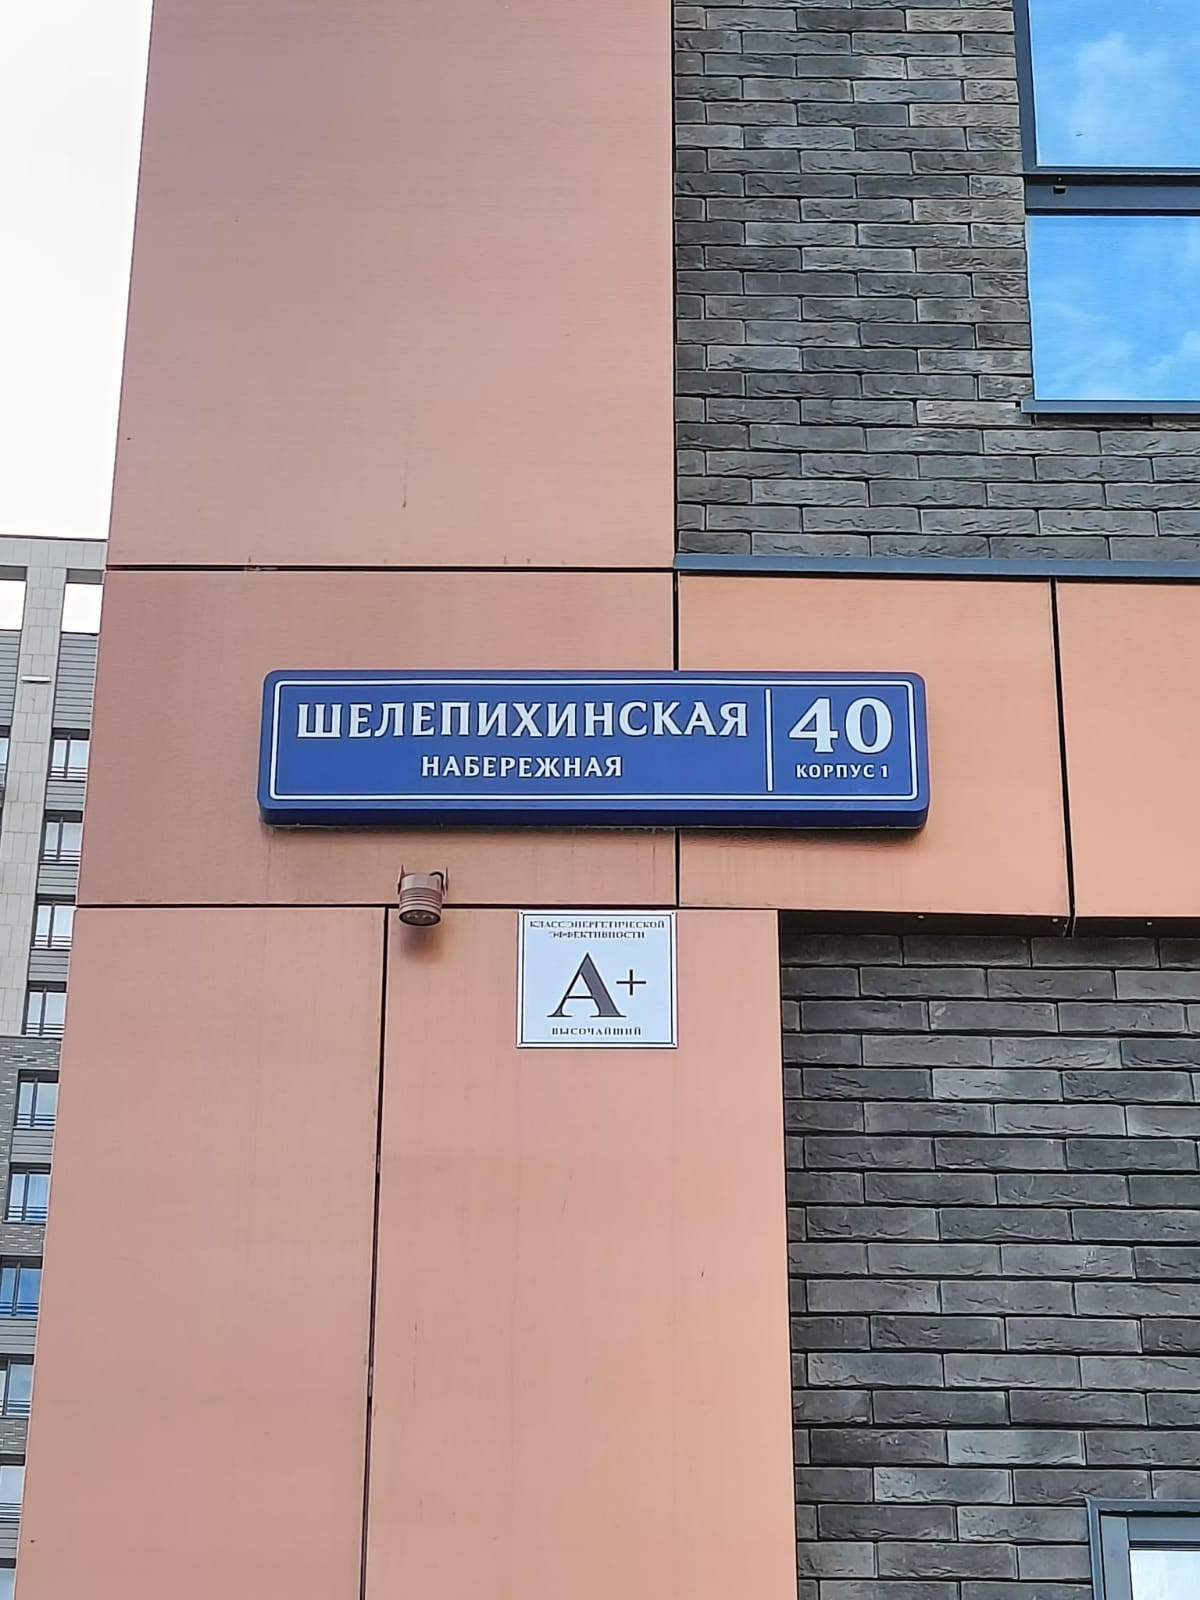 ШЕЛЕПИХИНСКАЯ
НАБЕРЕЖНАЯ
40
КОРПУС 1
КЛАСС ЭНЕРГЕТИЧЕСКОЙ
ЭФФЕКТИВНОСТИ
A+
ВЫСОЧАЙШИЙ